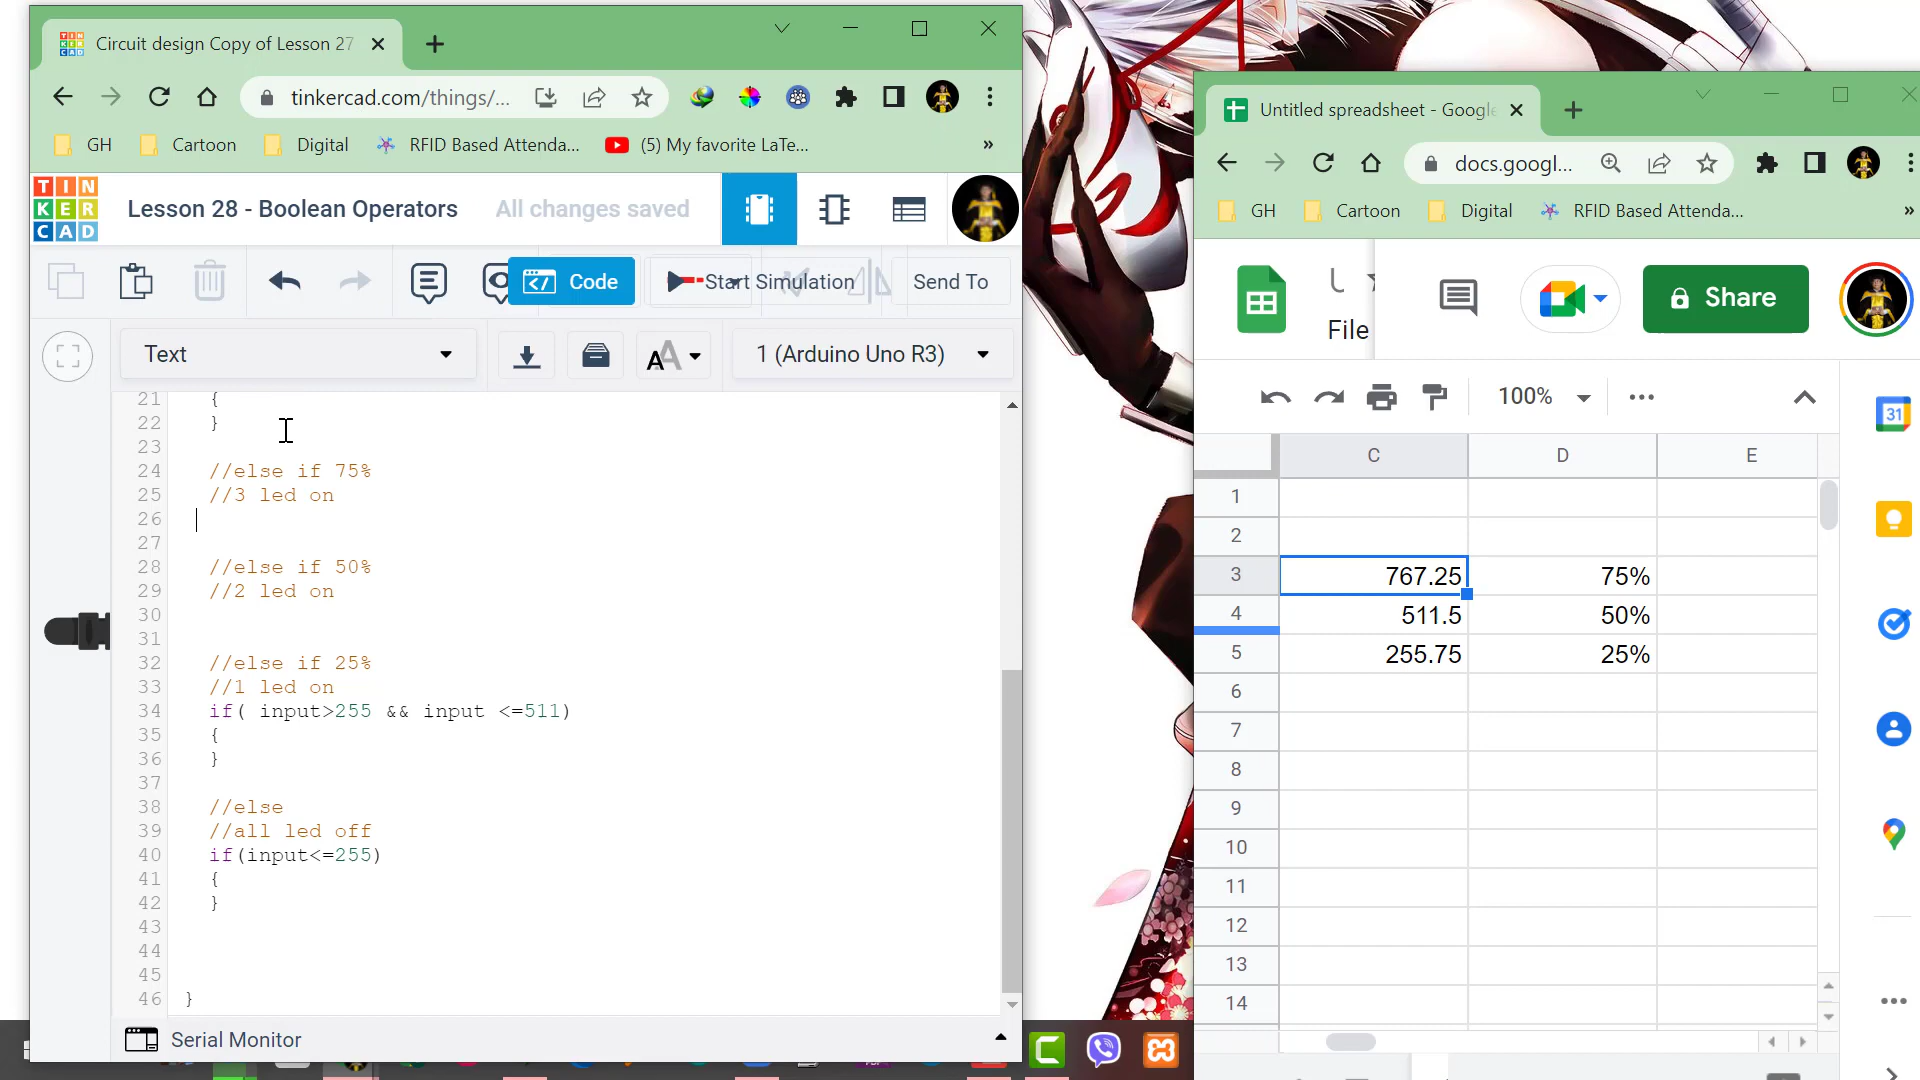 Circuit design Copy of Lesson 27
tinkercad.com/things/...
GH
Cartoon
Digital
RFID Based Attenda...
(5) My favorite LaTe...
»
TIN
KER
CAD
Lesson 28 - Boolean Operators
All changes saved
Code
Start Simulation
Send To
Text
1 (Arduino Uno R3)
21 {
22 }
23
24 //else if 75%
25 //3 led on
26
27
28 //else if 50%
29 //2 led on
30
31
32 //else if 25%
33 //1 led on
34 if( input>255 && input <=511)
35 {
36 }
37
38 //else
39 //all led off
40 if(input<=255)
41 {
42 }
43
44
45
46 }
Serial Monitor
Untitled spreadsheet - Google
docs.googl...
GH
Cartoon
Digital
RFID Based Attenda...
»
File
Share
100%
31
C D E
1
2
3 767.25 75%
4 511.5 50%
5 255.75 25%
6
7
8
9
10
11
12
13
14